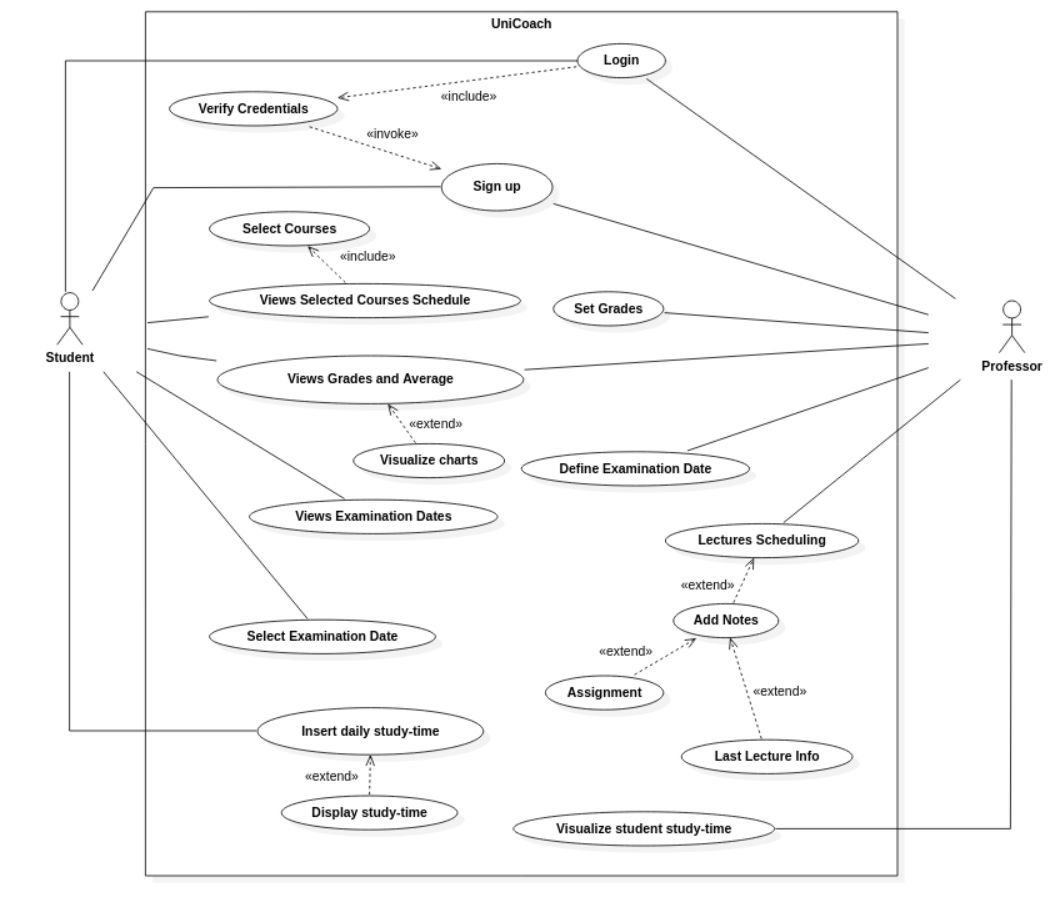 UniCoach
Login
«include»
Verify Credentials
«invoke»
Sign up
Select Courses
«include»
Views Selected Courses Schedule
Set Grades
Student
Professor
Views Grades and Average
«extend»
Visualize charts
Define Examination Date
Views Examination Dates
Lectures Scheduling
«extend»
Add Notes
Select Examination Date
«extend»
Assignment
«extend»
Insert daily study-time
Last Lecture Info
«extend»
Display study-time
Visualize student study-time